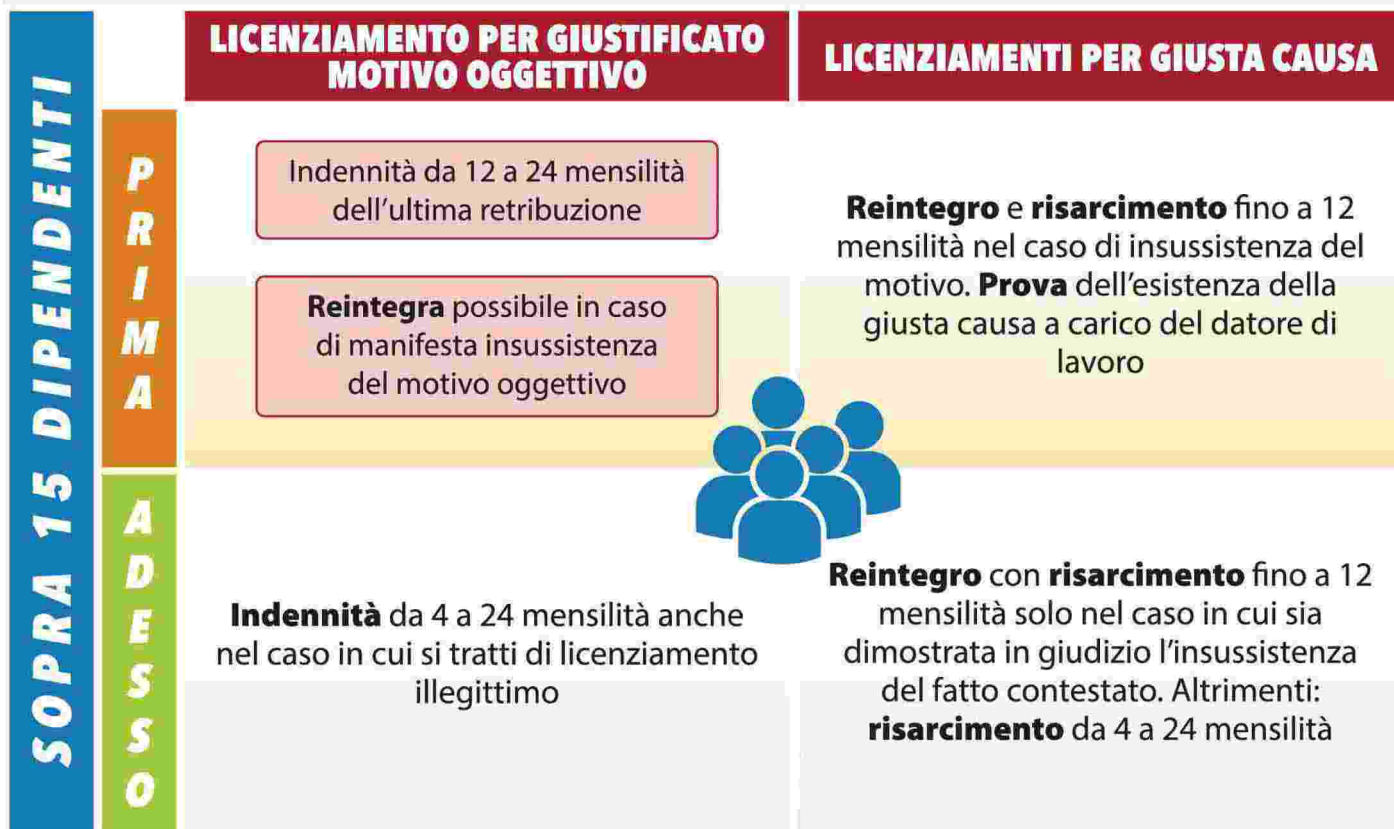 SOPRA 15 DIPENDENTI
LICENZIAMENTO PER GIUSTIFICATO
MOTIVO OGGETTIVO
LICENZIAMENTI PER GIUSTA CAUSA
PRIMA
Indennità da 12 a 24 mensilità
dell’ultima retribuzione
Reintegra possibile in caso
di manifesta insussistenza
del motivo oggettivo
Reintegro e risarcimento fino a 12
mensilità nel caso di insussistenza del
motivo. Prova dell’esistenza della
giusta causa a carico del datore di
lavoro
ADESSO
Indennità da 4 a 24 mensilità anche
nel caso in cui si tratti di licenziamento
illegittimo
Reintegro con risarcimento fino a 12
mensilità solo nel caso in cui sia
dimostrata in giudizio l’insussistenza
del fatto contestato. Altrimenti:
risarcimento da 4 a 24 mensilità